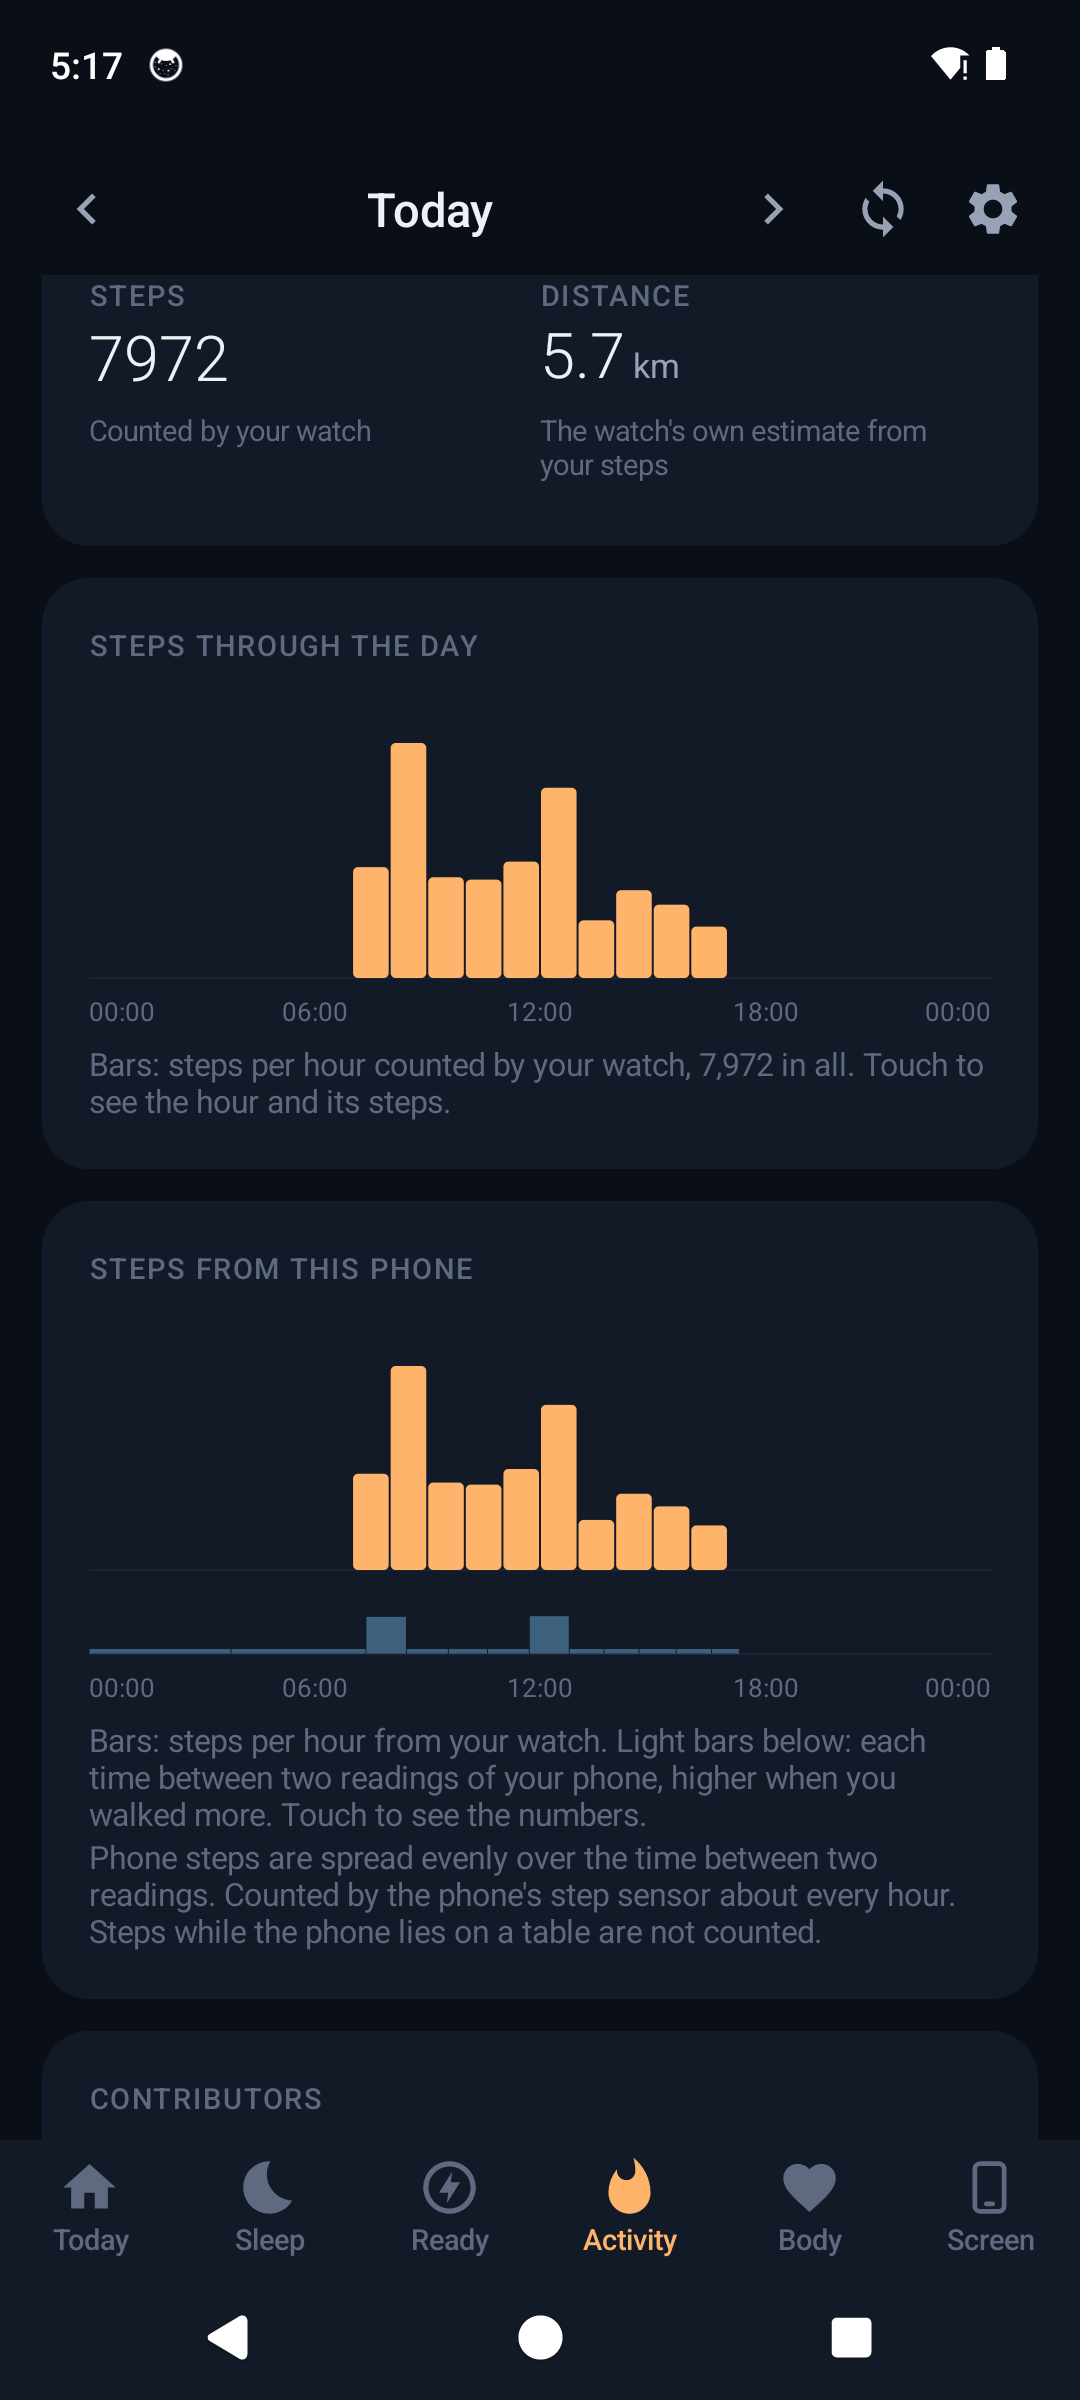 5:17
Today
STEPS
7972
Counted by your watch
DISTANCE
5.7 km
The watch's own estimate from
your steps
STEPS THROUGH THE DAY
00:00 06:00 12:00 18:00 00:00
Bars: steps per hour counted by your watch, 7,972 in all. Touch to
see the hour and its steps.
STEPS FROM THIS PHONE
00:00 06:00 12:00 18:00 00:00
Bars: steps per hour from your watch. Light bars below: each
time between two readings of your phone, higher when you
walked more. Touch to see the numbers.
Phone steps are spread evenly over the time between two
readings. Counted by the phone's step sensor about every hour.
Steps while the phone lies on a table are not counted.
CONTRIBUTORS
Today Sleep Ready Activity Body Screen